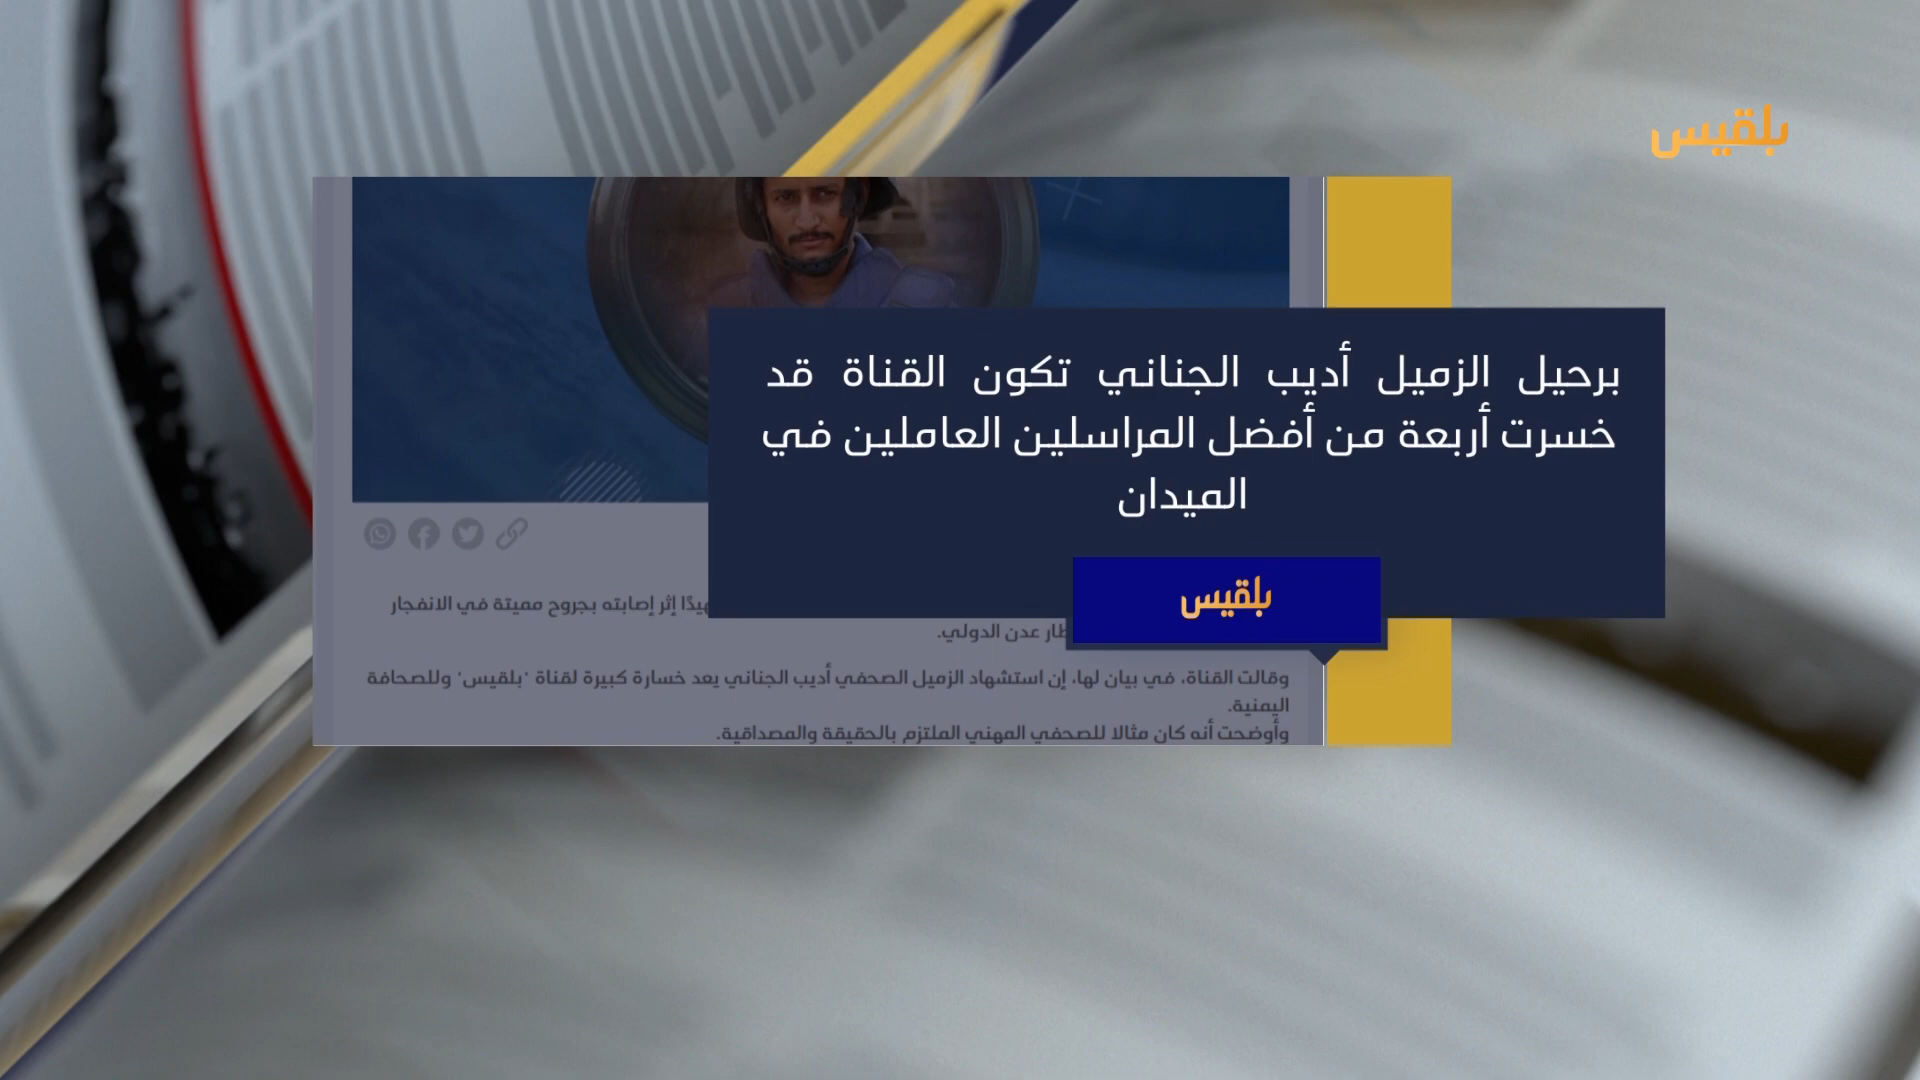 بلقيس
برحيل الزميل أديب الجناني تكون القناة قد
خسرت أربعة من أفضل المراسلين العاملين في
الميدان
بلقيس
إثر إصابته بجروح مميتة في الانفجار
عدن الدولي.
وقالت القناة، في بيان لها، إن استشهاد الزميل الصحفي أديب الجناني يعد خسارة كبيرة لقناة "بلقيس" وللصحافة
اليمنية.
وأوضحت أنه كان مثالا للصحفي المهني الملتزم بالحقيقة والمصداقية.